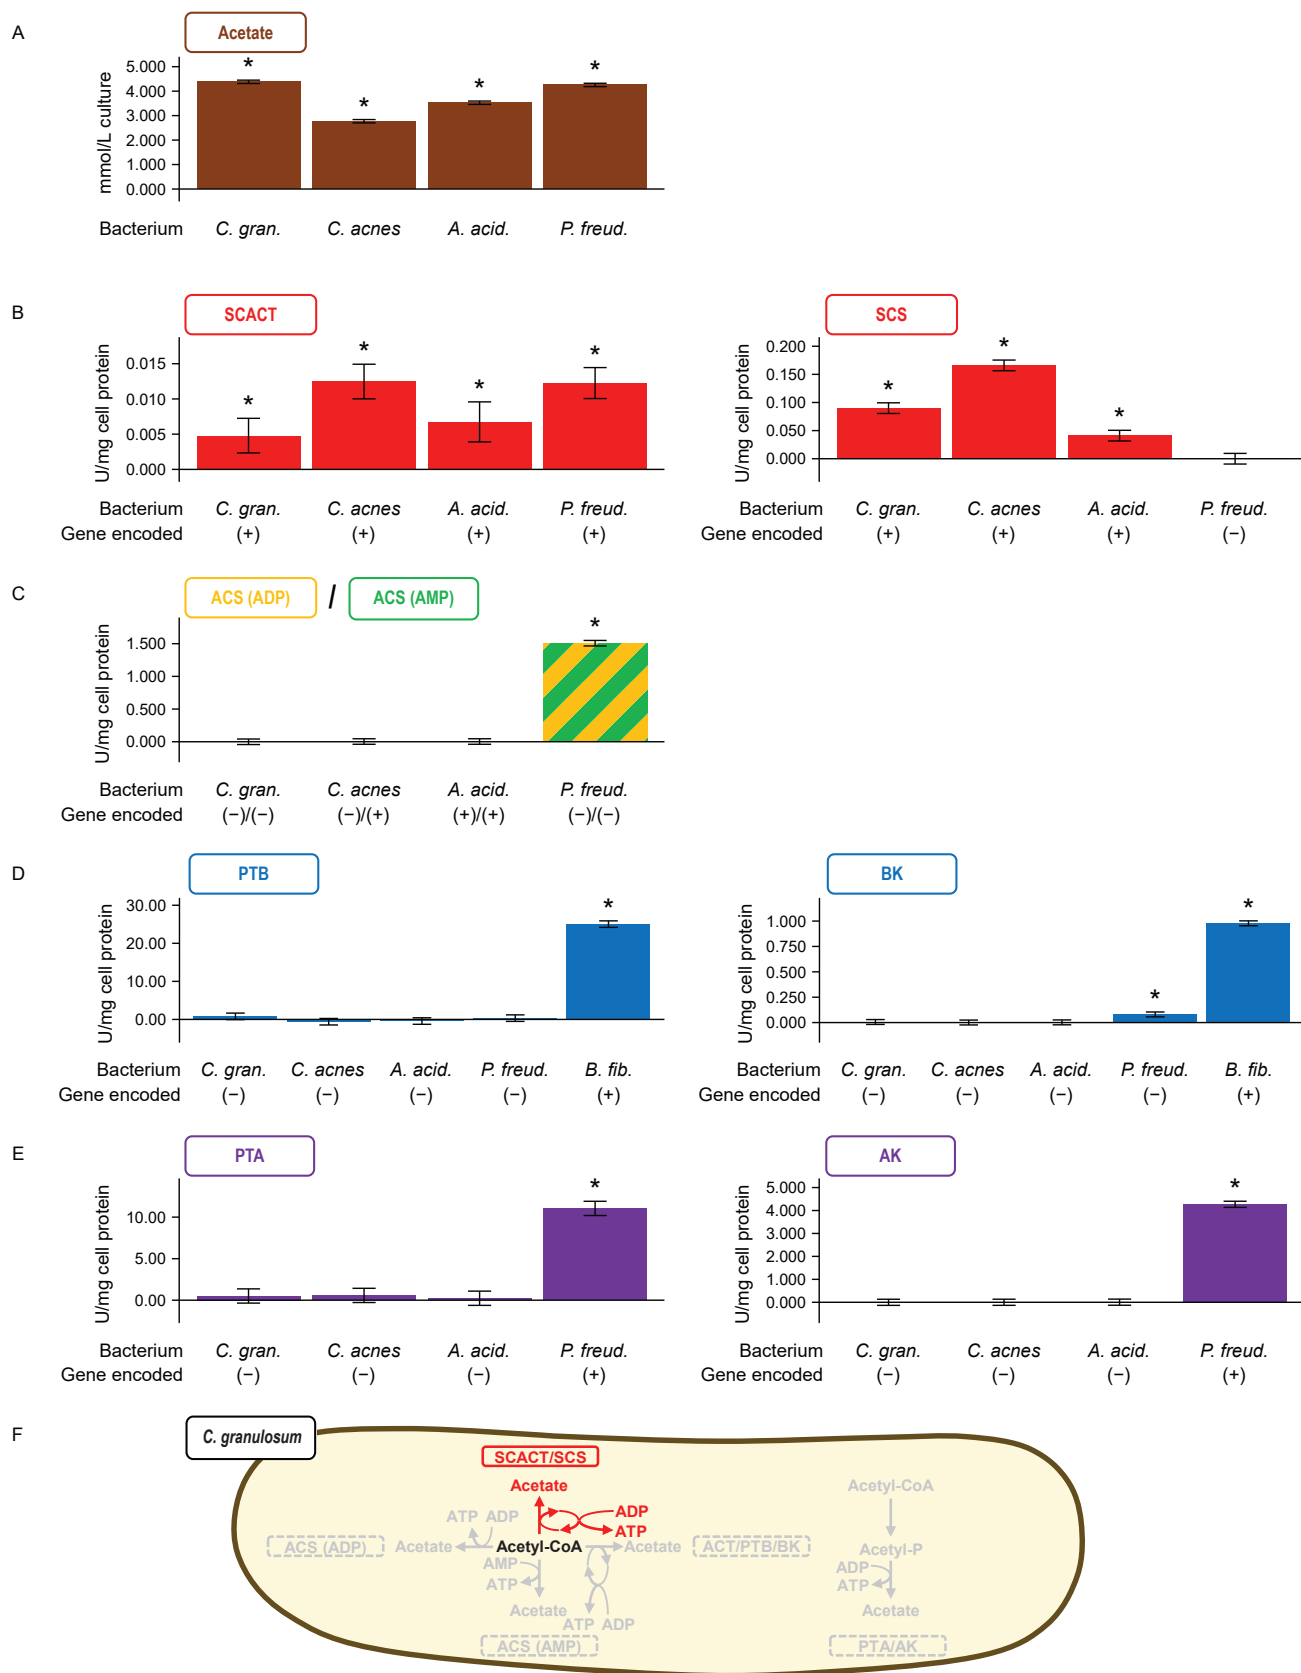 A
Acetate
mmol/L culture
5.000
4.000
3.000
2.000
1.000
0.000
* * * *
Bacterium C. gran. C. acnes A. acid. P. freud.
B
SCACT
U/mg cell protein
0.015
0.010
0.005
0.000
* * * *
Bacterium C. gran. C. acnes A. acid. P. freud.
Gene encoded (+) (+) (+) (+)
SCS
U/mg cell protein
0.200
0.150
0.100
0.050
0.000
* * *
Bacterium C. gran. C. acnes A. acid. P. freud.
Gene encoded (+) (+) (+) (−)
C
ACS (ADP) / ACS (AMP)
U/mg cell protein
1.500
1.000
0.500
0.000
*
Bacterium C. gran. C. acnes A. acid. P. freud.
Gene encoded (−)/(−) (−)/(+) (+)/(+) (−)/(−)
D
PTB
U/mg cell protein
30.00
20.00
10.00
0.00
*
Bacterium C. gran. C. acnes A. acid. P. freud. B. fib.
Gene encoded (−) (−) (−) (−) (+)
BK
U/mg cell protein
1.000
0.750
0.500
0.250
0.000
* *
Bacterium C. gran. C. acnes A. acid. P. freud. B. fib.
Gene encoded (−) (−) (−) (−) (+)
E
PTA
U/mg cell protein
10.00
5.00
0.00
*
Bacterium C. gran. C. acnes A. acid. P. freud.
Gene encoded (−) (−) (−) (+)
AK
U/mg cell protein
5.000
4.000
3.000
2.000
1.000
0.000
*
Bacterium C. gran. C. acnes A. acid. P. freud.
Gene encoded (−) (−) (−) (+)
F
C. granulosum
SCACT/SCS
Acetate
ADP
ATP
ATP ADP
ACS (ADP) Acetate Acetyl-CoA Acetate ACT/PTB/BK
AMP
ATP
Acetate
ATP ADP
ACS (AMP)
Acetyl-CoA
Acetyl-P
ADP
ATP
Acetate
PTA/AK